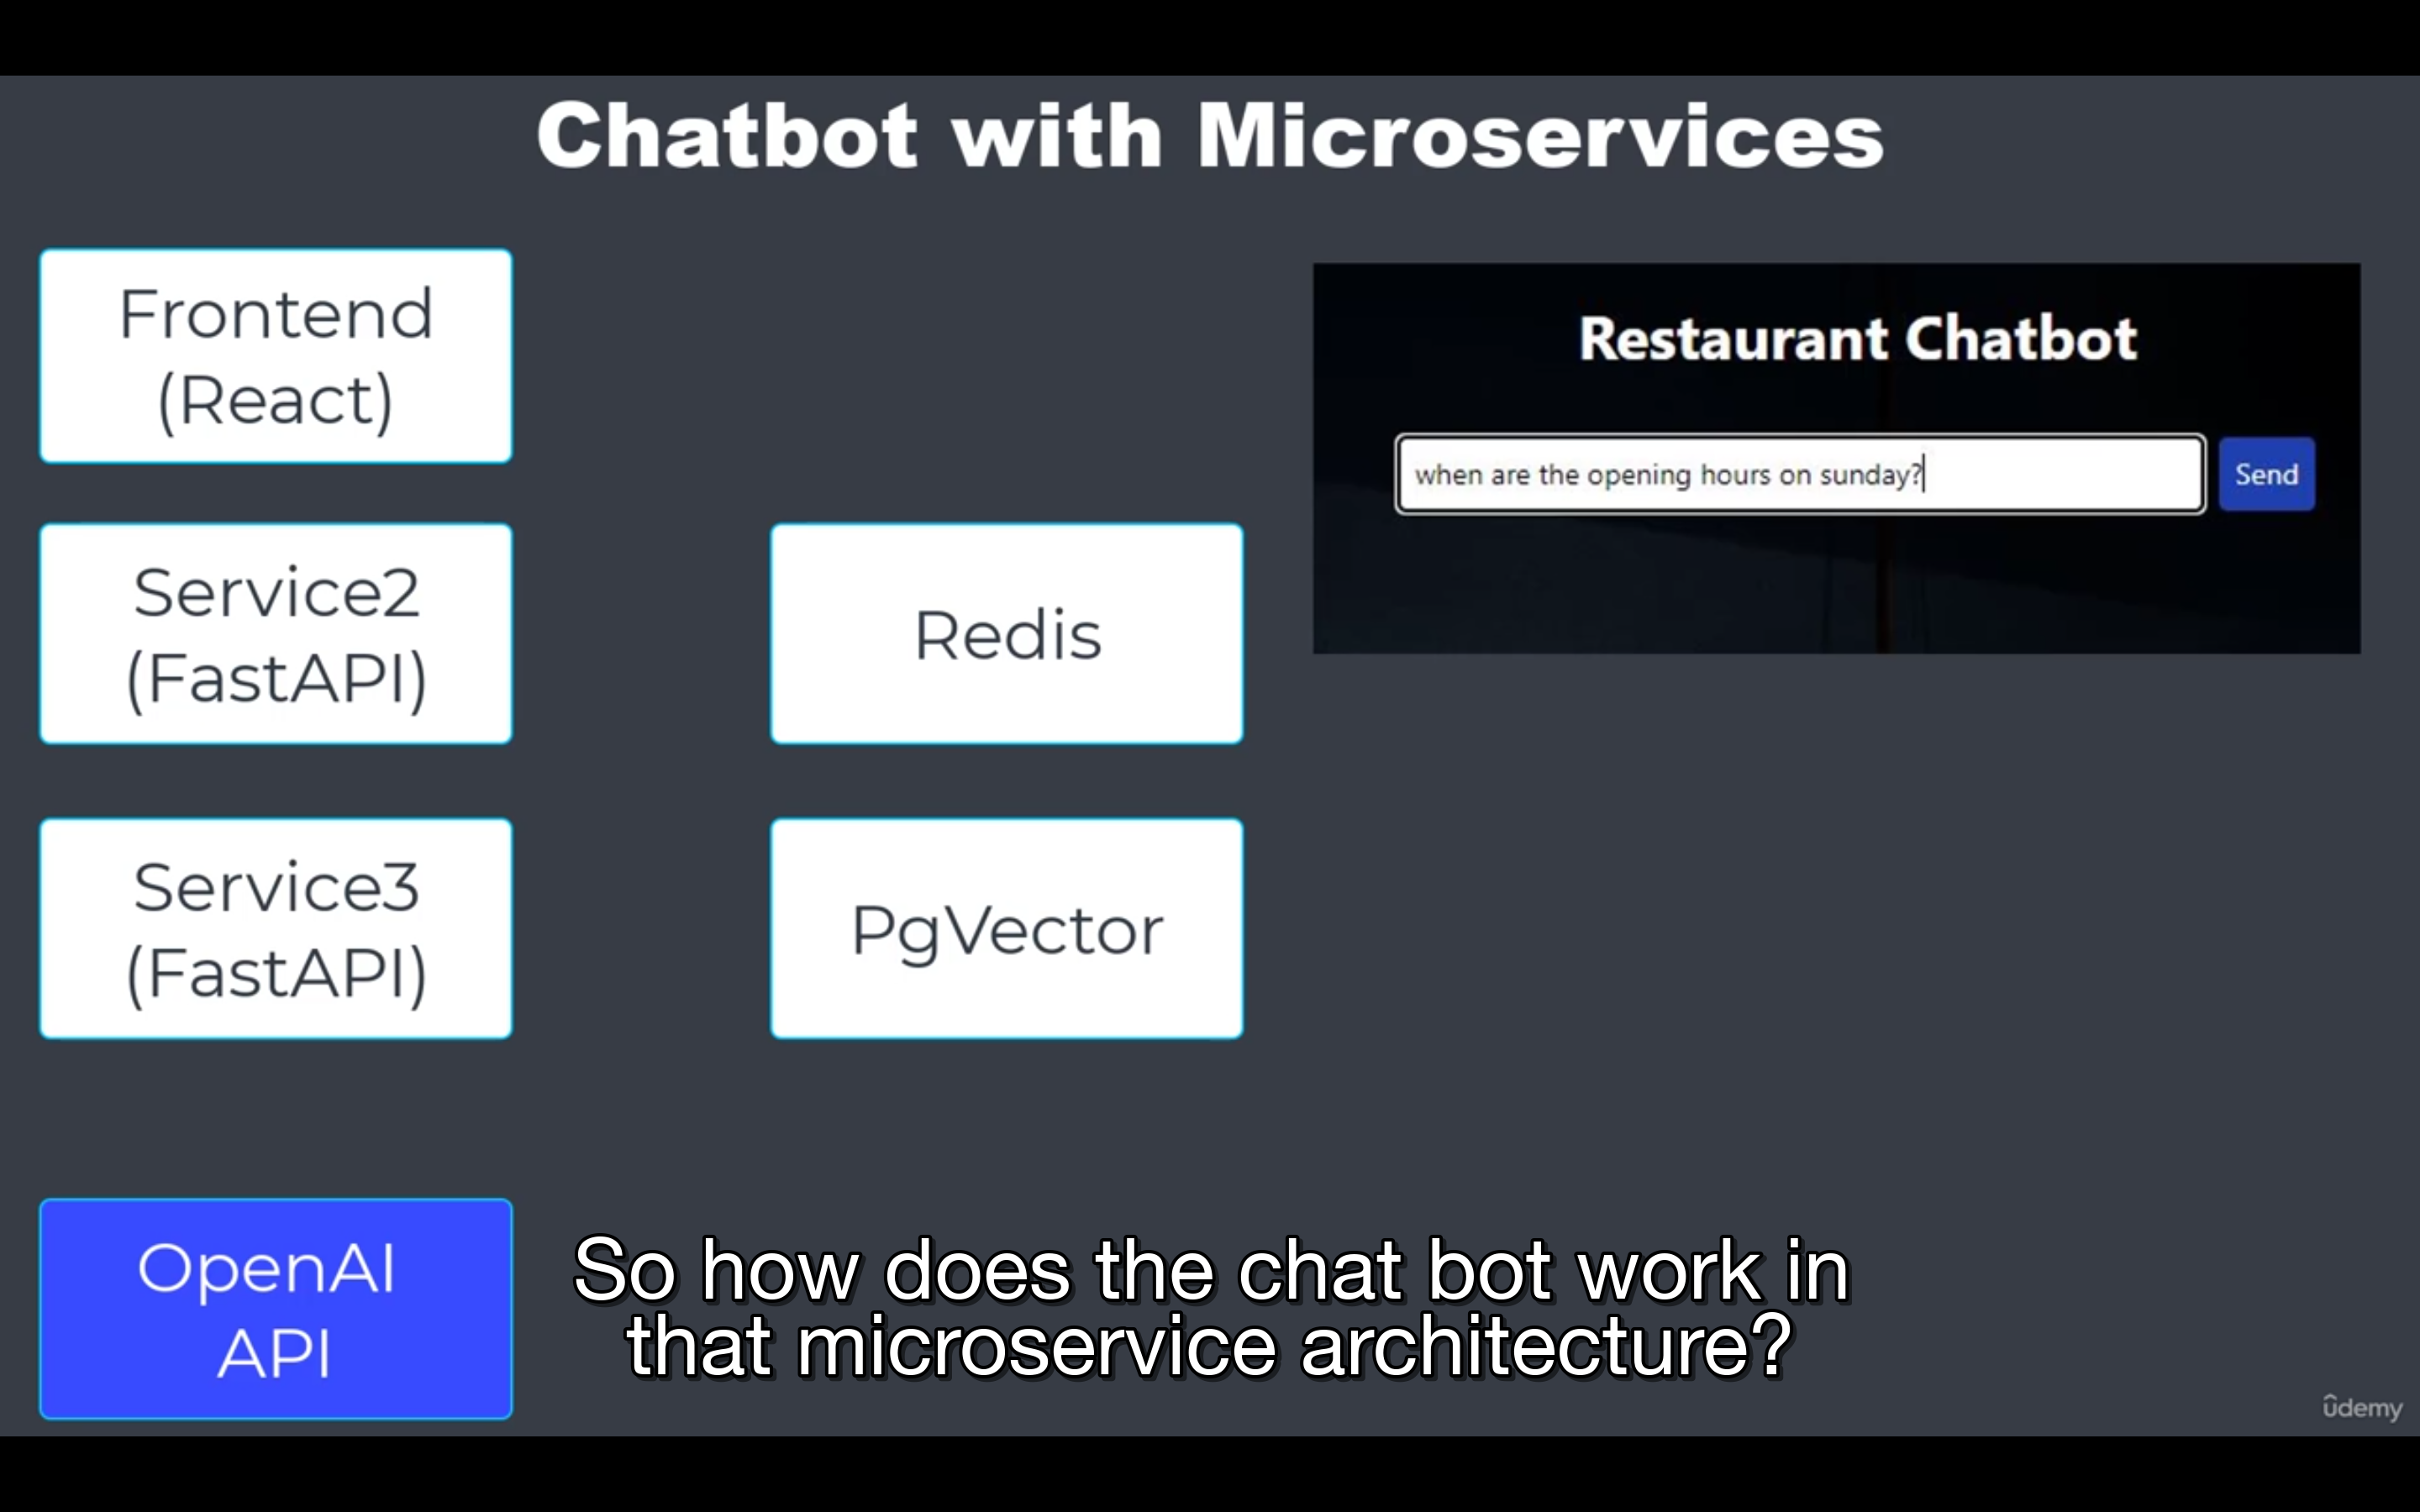 Chatbot with Microservices
Frontend
(React)
Restaurant Chatbot
when are the opening hours on sunday?
Send
Service2
(FastAPI)
Redis
Service3
(FastAPI)
PgVector
OpenAI
API
So how does the chat bot work in
that microservice architecture?
ûdemy